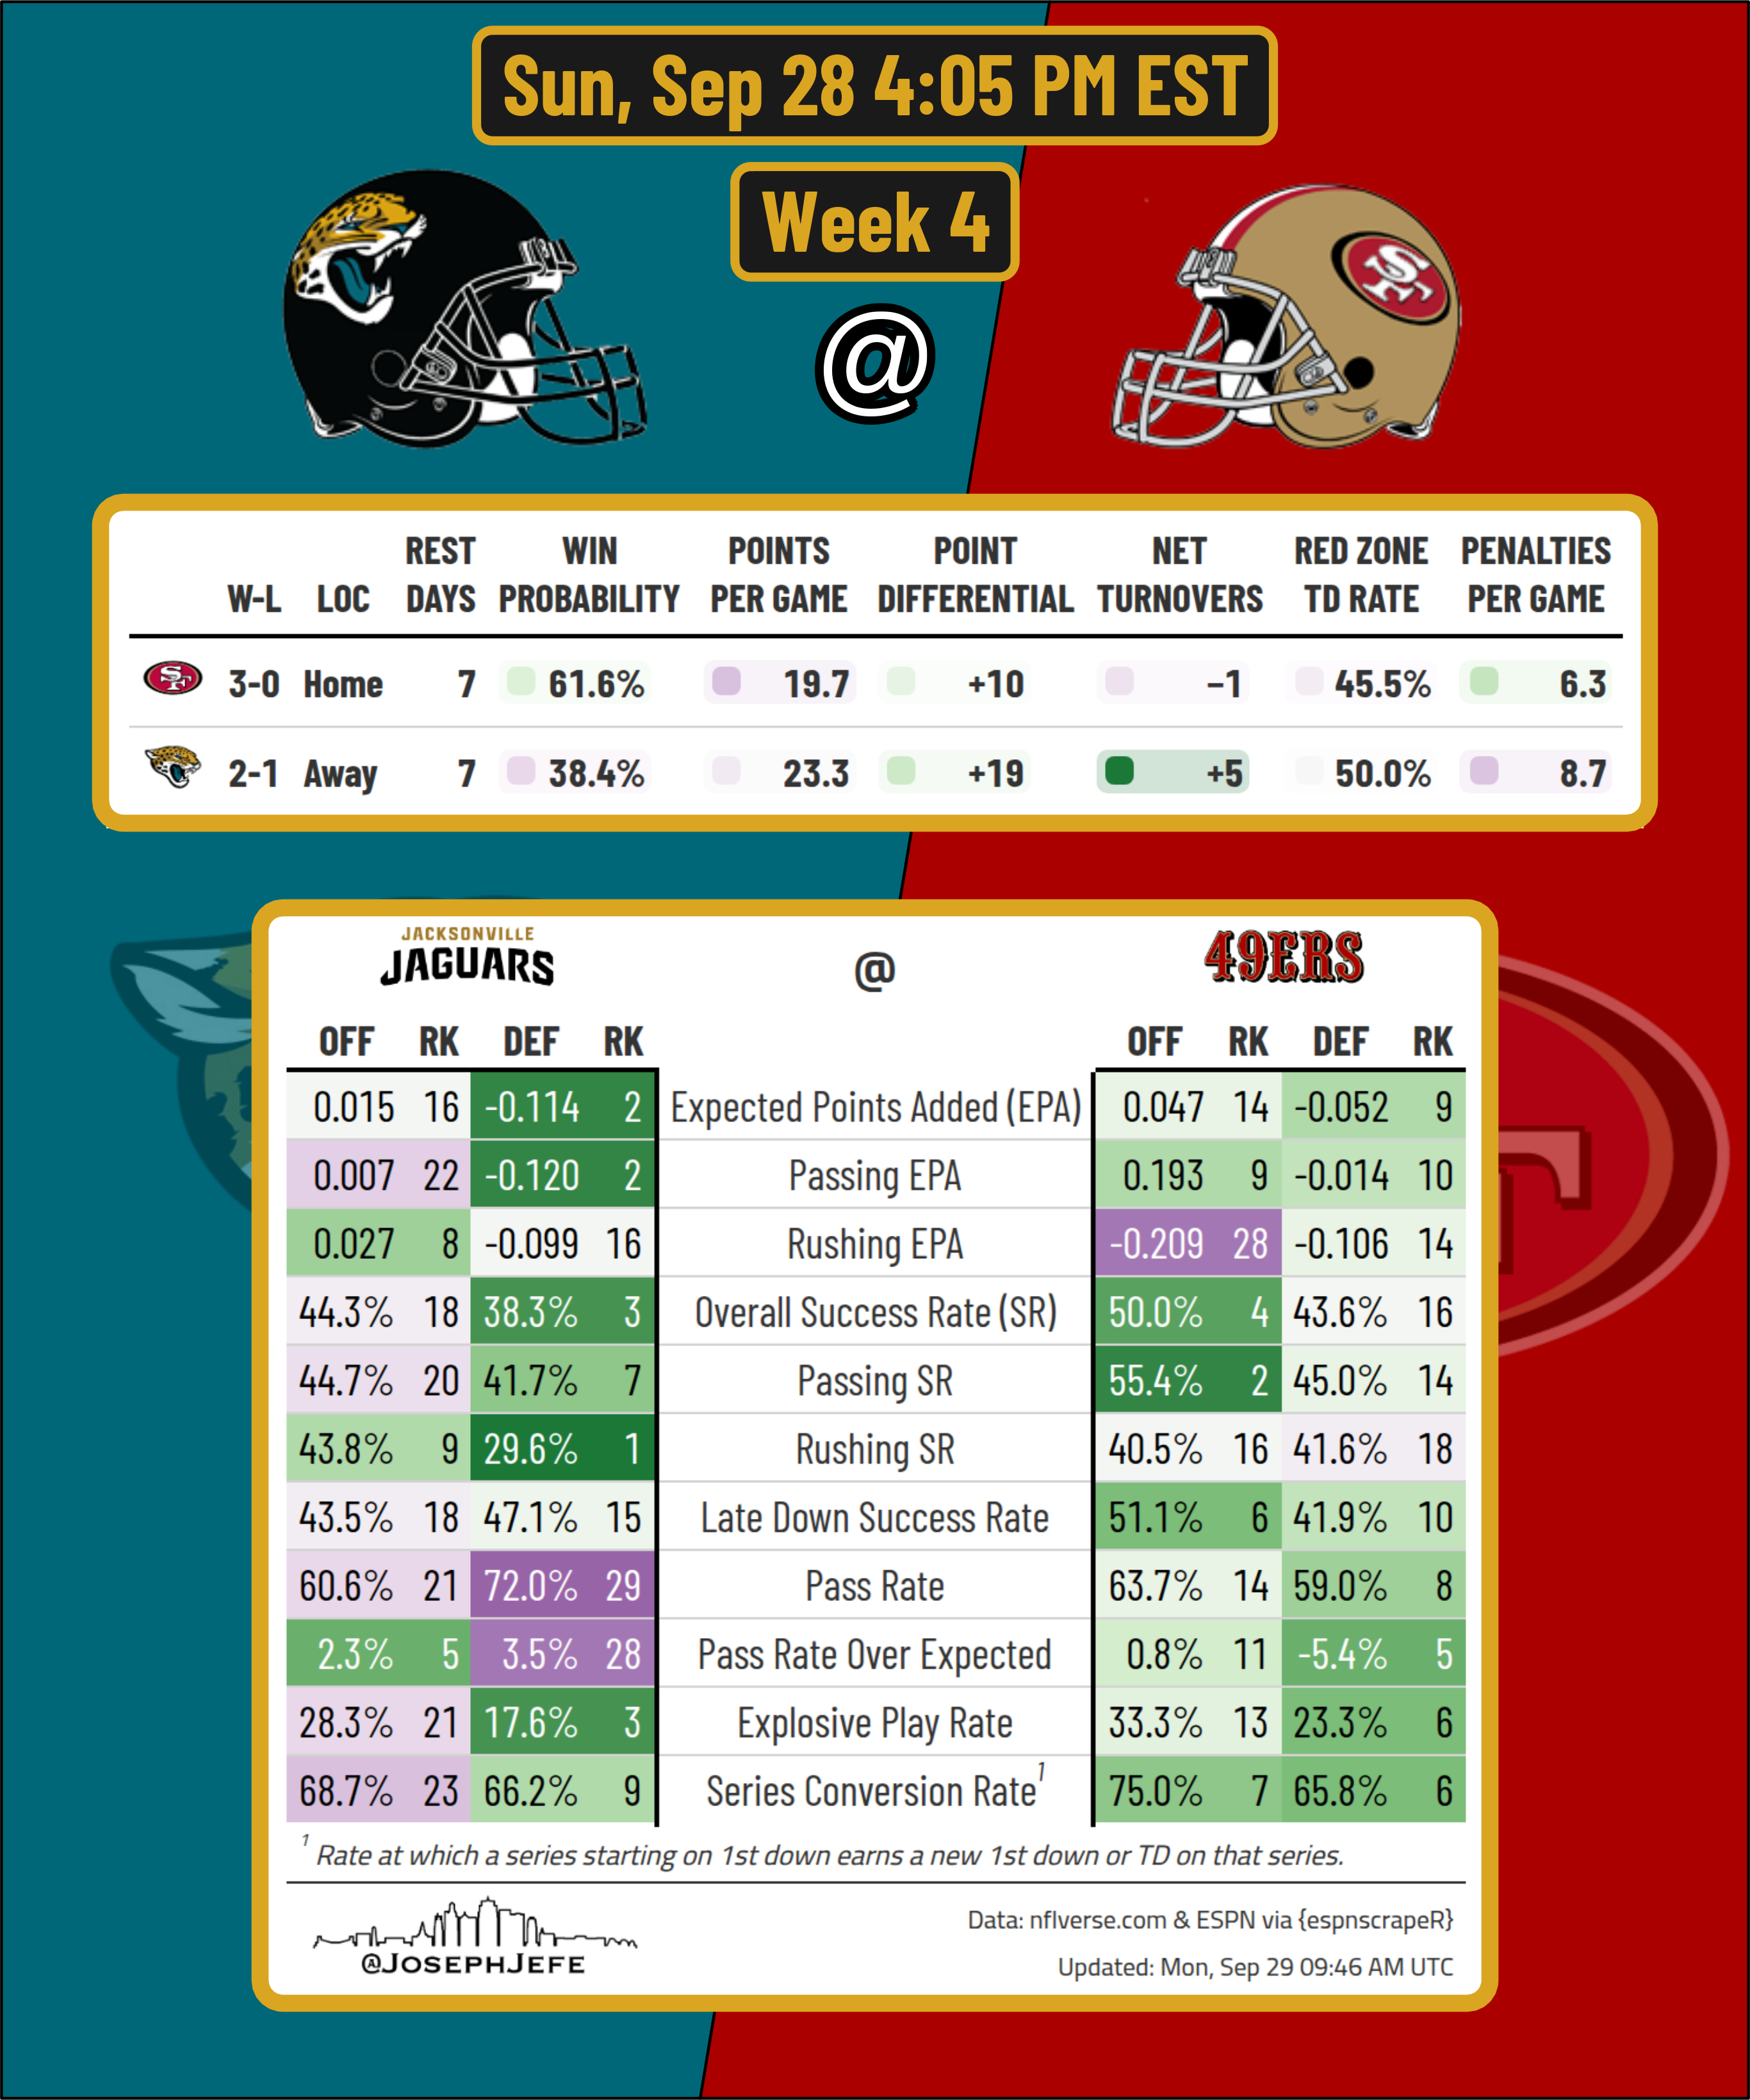 Sun, Sep 28 4:05 PM EST
Week 4
@
REST WIN POINTS POINT NET RED ZONE PENALTIES
W-L LOC DAYS PROBABILITY PER GAME DIFFERENTIAL TURNOVERS TD RATE PER GAME
SF 3-0 Home 7 61.6% 19.7 +10 −1 45.5% 6.3
2-1 Away 7 38.4% 23.3 +19 +5 50.0% 8.7
JACKSONVILLE
JAGUARS @ 49ERS
OFF RK DEF RK OFF RK DEF RK
0.015 16 -0.114 2 Expected Points Added (EPA) 0.047 14 -0.052 9
0.007 22 -0.120 2 Passing EPA 0.193 9 -0.014 10
0.027 8 -0.099 16 Rushing EPA -0.209 28 -0.106 14
44.3% 18 38.3% 3 Overall Success Rate (SR) 50.0% 4 43.6% 16
44.7% 20 41.7% 7 Passing SR 55.4% 2 45.0% 14
43.8% 9 29.6% 1 Rushing SR 40.5% 16 41.6% 18
43.5% 18 47.1% 15 Late Down Success Rate 51.1% 6 41.9% 10
60.6% 21 72.0% 29 Pass Rate 63.7% 14 59.0% 8
2.3% 5 3.5% 28 Pass Rate Over Expected 0.8% 11 -5.4% 5
28.3% 21 17.6% 3 Explosive Play Rate 33.3% 13 23.3% 6
68.7% 23 66.2% 9 Series Conversion Rate1 75.0% 7 65.8% 6
1 Rate at which a series starting on 1st down earns a new 1st down or TD on that series.
@JOSEPHJEFE
Data: nflverse.com & ESPN via {espnscrapeR}
Updated: Mon, Sep 29 09:46 AM UTC